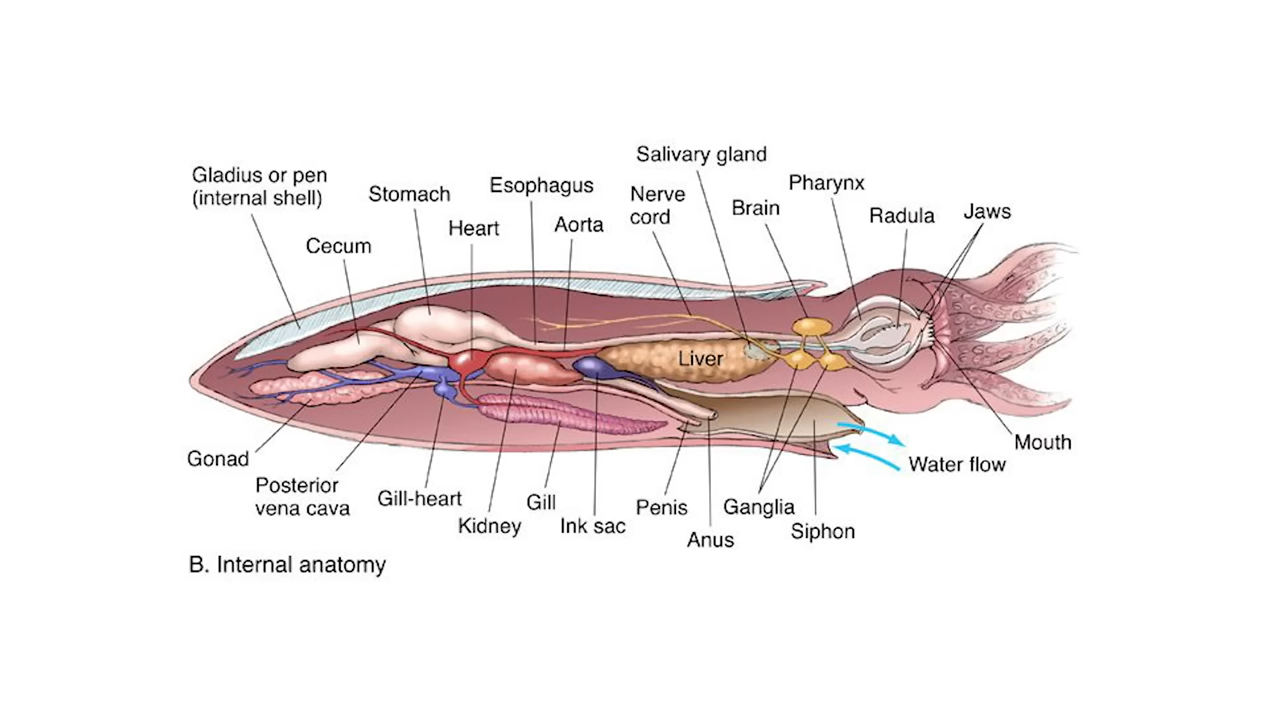 Salivary gland
Gladius or pen
(internal shell)
Stomach
Esophagus
Nerve
cord
Pharynx
Brain
Radula
Jaws
Heart
Aorta
Cecum
Liver
Gonad
Posterior
vena cava
Gill-heart
Kidney
Gill
Ink sac
Penis
Anus
Ganglia
Siphon
Water flow
Mouth
B. Internal anatomy